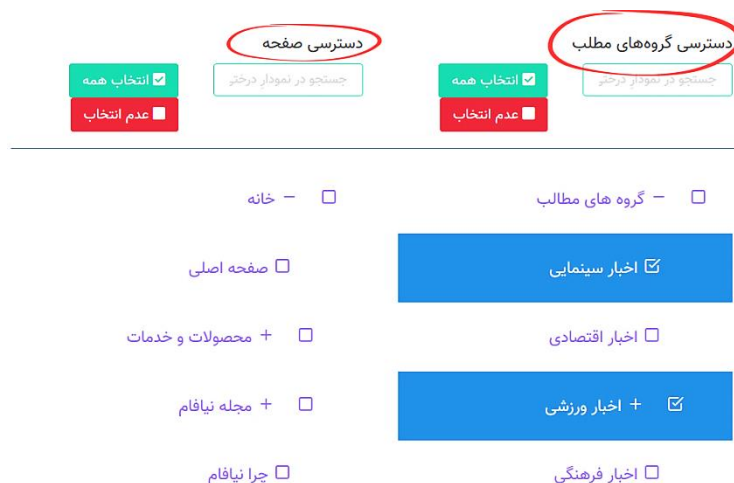 دسترسی گروه‌های مطلب
جستجو در نمودار درختی
انتخاب همه
عدم انتخاب
گروه های مطالب
اخبار سینمایی
اخبار اقتصادی
اخبار ورزشی
اخبار فرهنگی
دسترسی صفحه
جستجو در نمودار درختی
انتخاب همه
عدم انتخاب
خانه
صفحه اصلی
محصولات و خدمات
مجله نیافام
چرا نیافام